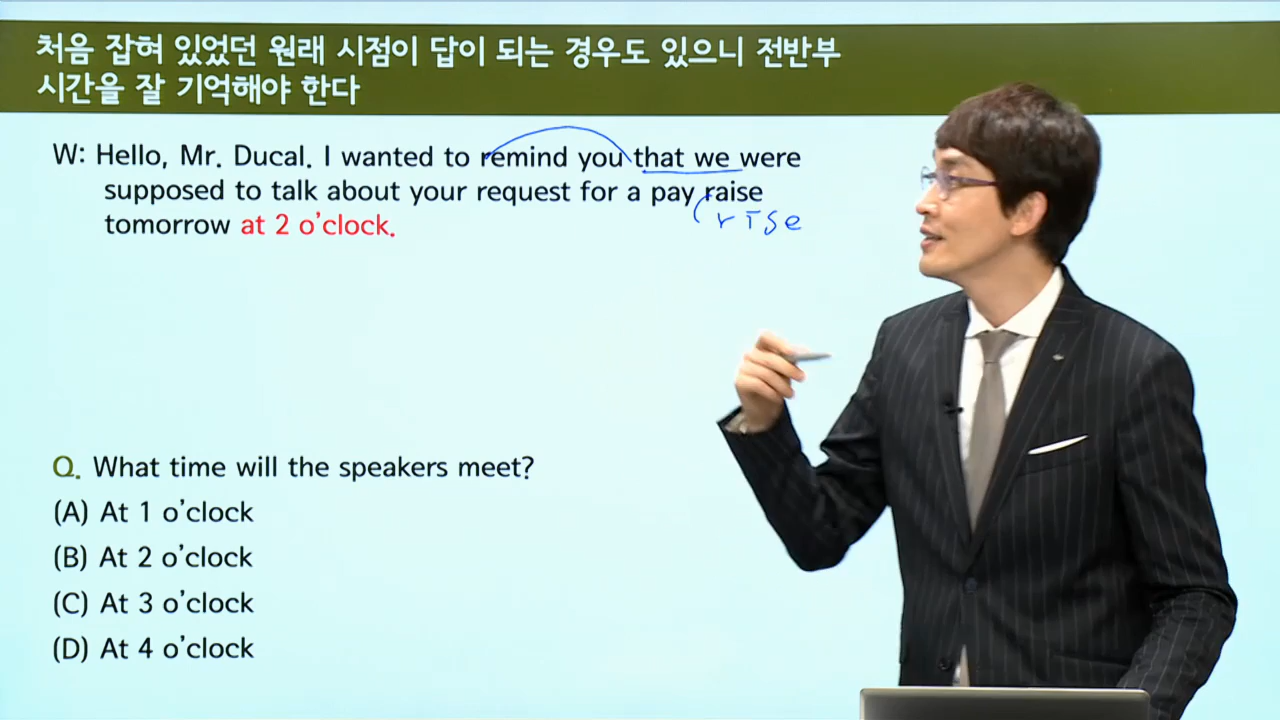 처음 잡혀 있었던 원래 시점이 답이 되는 경우도 있으니 전반부
시간을 잘 기억해야 한다
W: Hello, Mr. Ducal. I wanted to remind you that we were
supposed to talk about your request for a pay raise
rise
tomorrow at 2 o'clock.
Q. What time will the speakers meet?
(A) At 1 o'clock
(B) At 2 o'clock
(C) At 3 o'clock
(D) At 4 o'clock